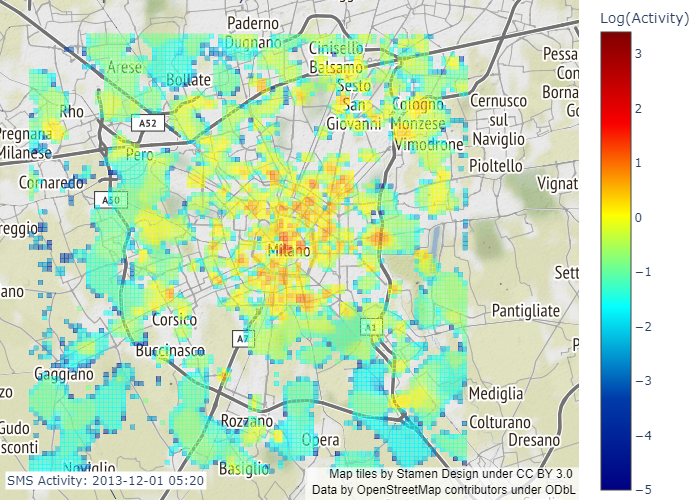 Log(Activity)
Paderno
Dugnano
Cinisello
Balsamo
Arese
Bollate
Sesto
San
Giovanni
Cologno
Monzese
Cernusco
sul
Naviglio
Pessa
Con
Borna
Go
Rho
A52
Pregnana
Milanese
Pero
Vimodrone
Pioltello
Cornaredo
A50
Vignat
reggio
Milano
Sett
ano
Pantigliate
Corsico
A1
A7
P
Buccinasco
Gaggiano
Mediglia
zo
Rozzano
Opera
Colturano
Dresano
Gudo
sconti
Noviglio
Basiglio
SMS Activity: 2013-12-01 05:20
Map tiles by Stamen Design under CC BY 3.0
Data by OpenStreetMap contributors under ODbL
3
2
1
0
−1
−2
−3
−4
−5